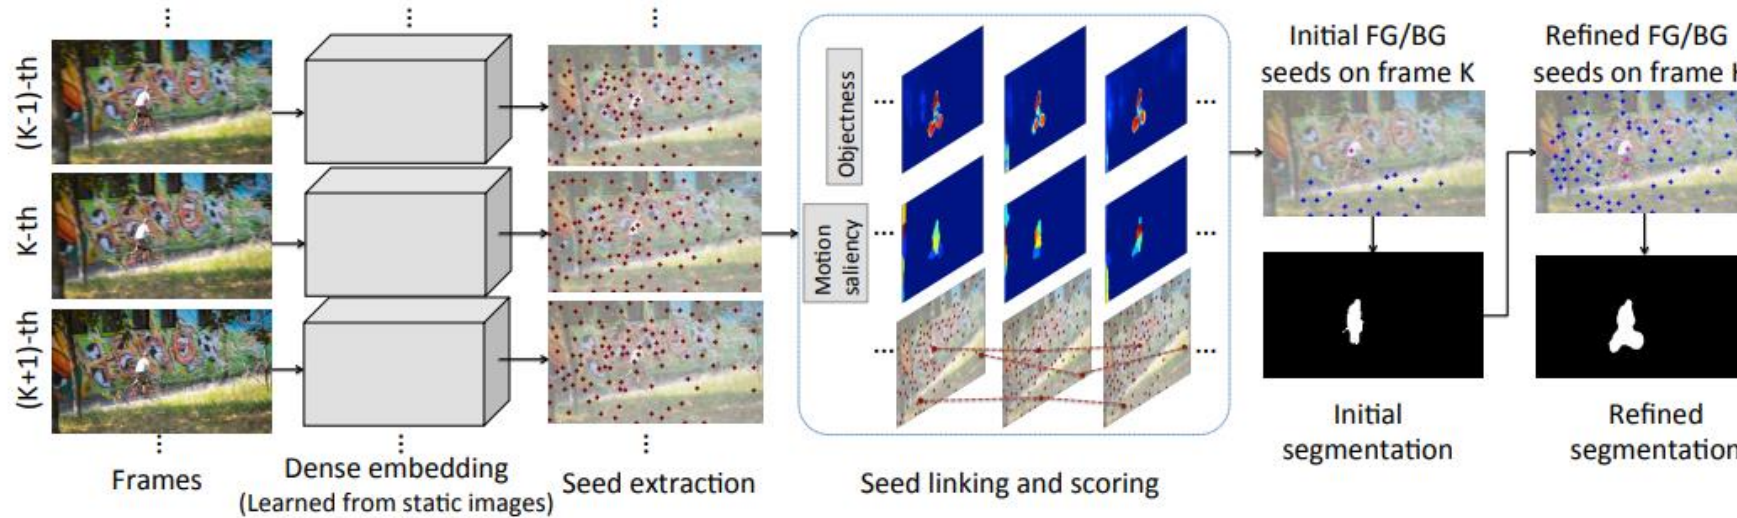 (K-1)-th
K-th
(K+1)-th
Frames
Dense embedding
(Learned from static images)
Seed extraction
Objectness
Motion
saliency
Seed linking and scoring
Initial FG/BG
seeds on frame K
Initial
segmentation
Refined FG/BG
seeds on frame
Refined
segmentation